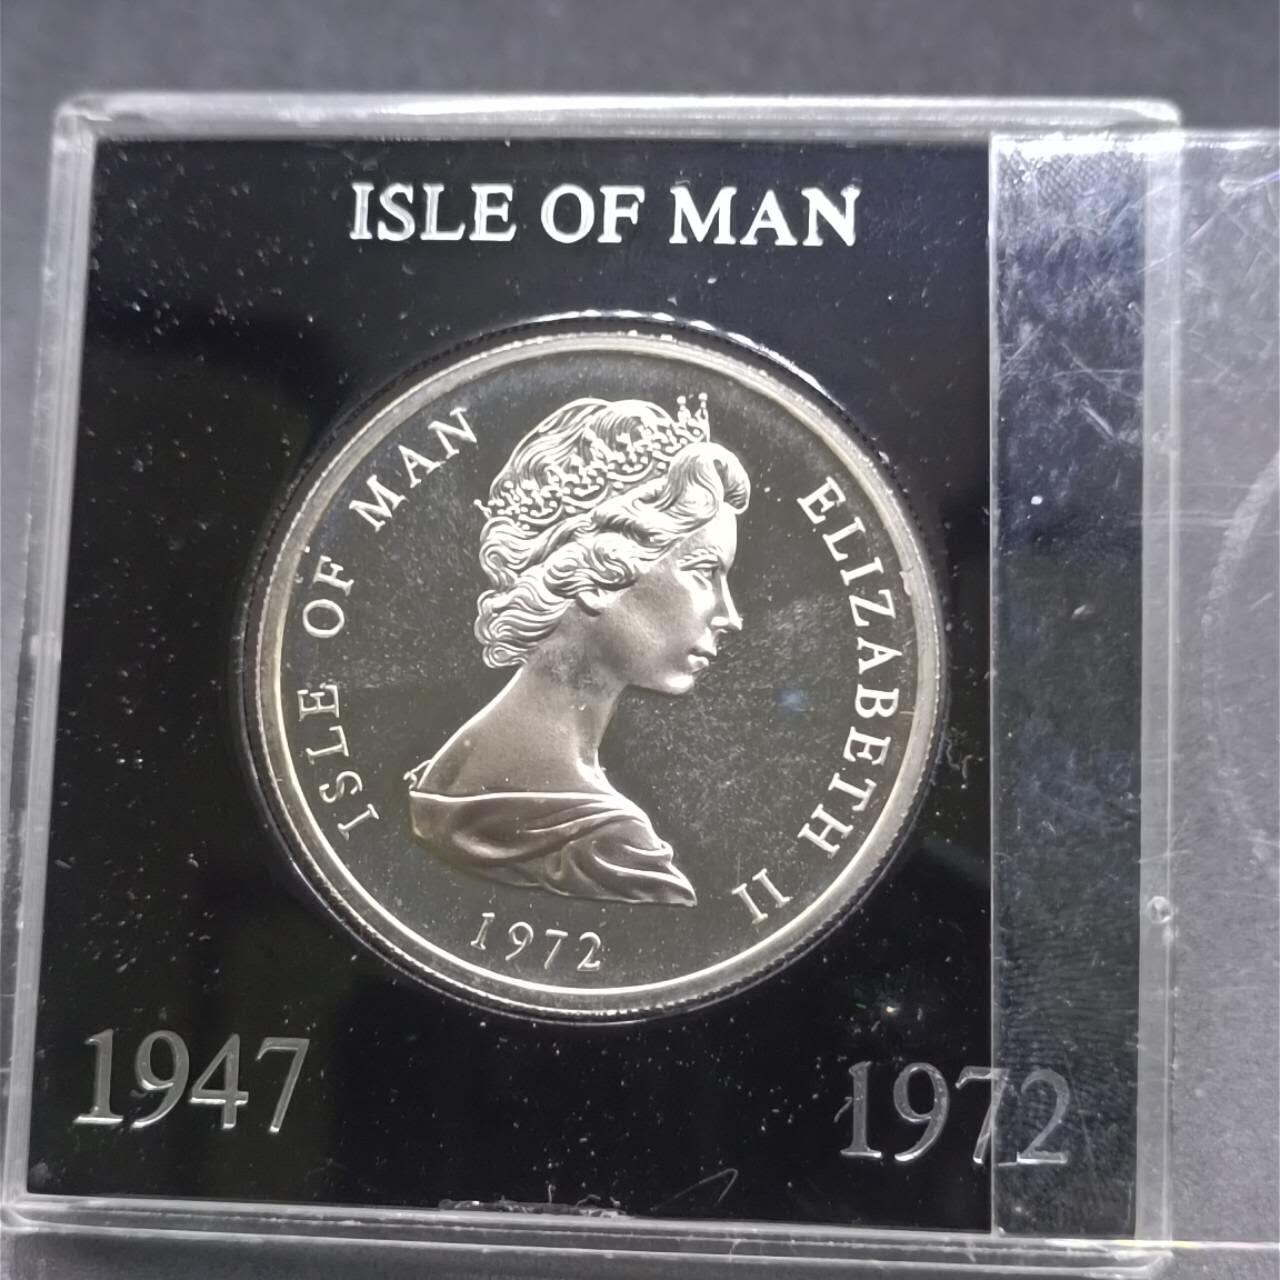 ISLE OF MAN
ISLE OF MAN
ELIZABETH II
1972
1947
1972